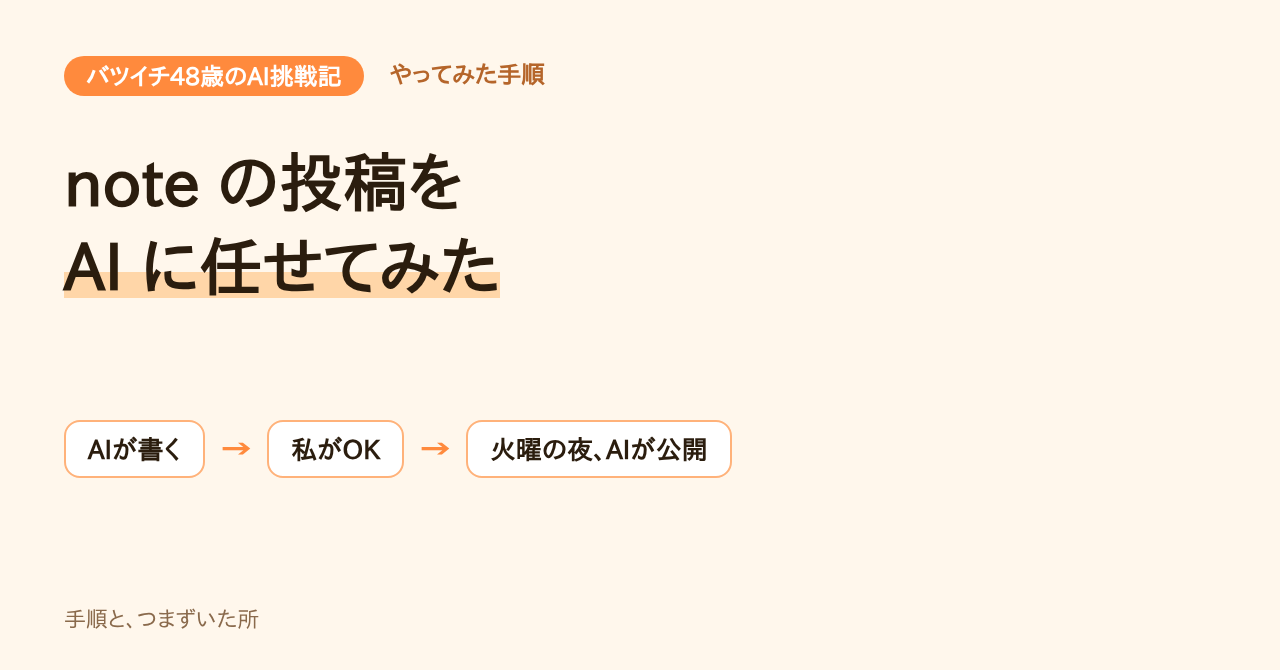 バツイチ48歳のAI挑戦記 やってみた手順
note の投稿を
AI に任せてみた
AIが書く → 私がOK → 火曜の夜、AIが公開
手順と、つまずいた所